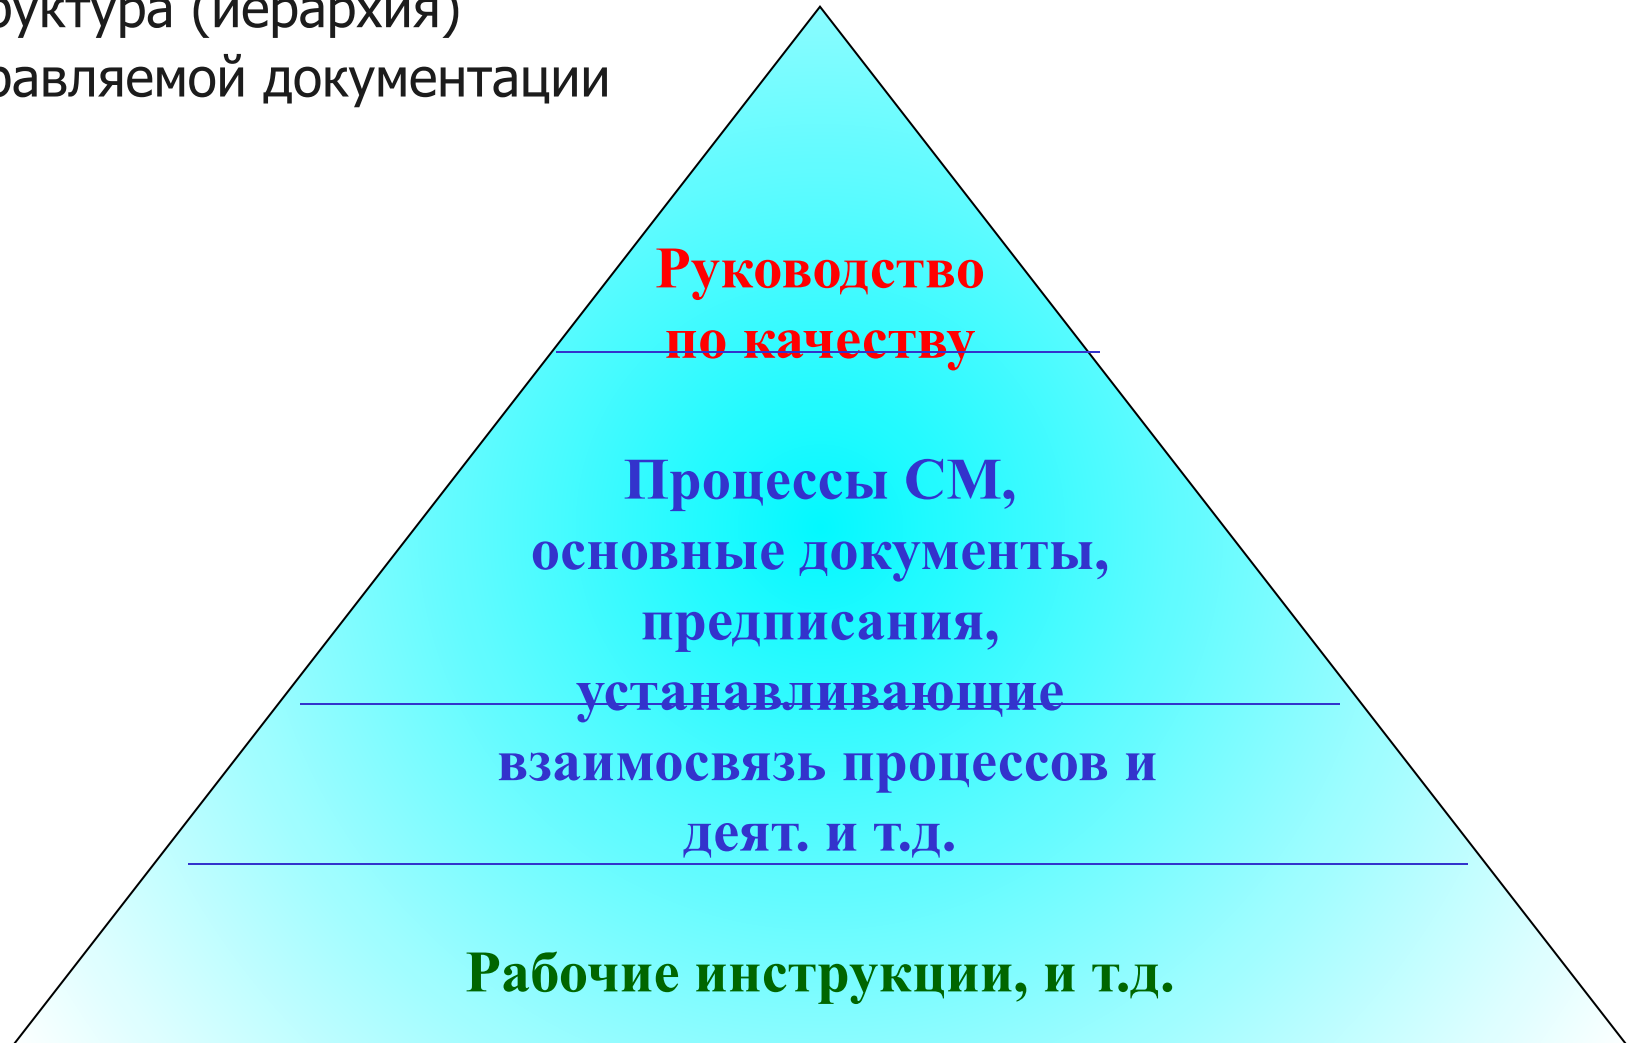 руктура (иерархия)
равляемой документации
Руководство
по качеству
Процессы СМ,
основные документы,
предписания,
устанавливающие
взаимосвязь процессов и
деят. и т.д.
Рабочие инструкции, и т.д.